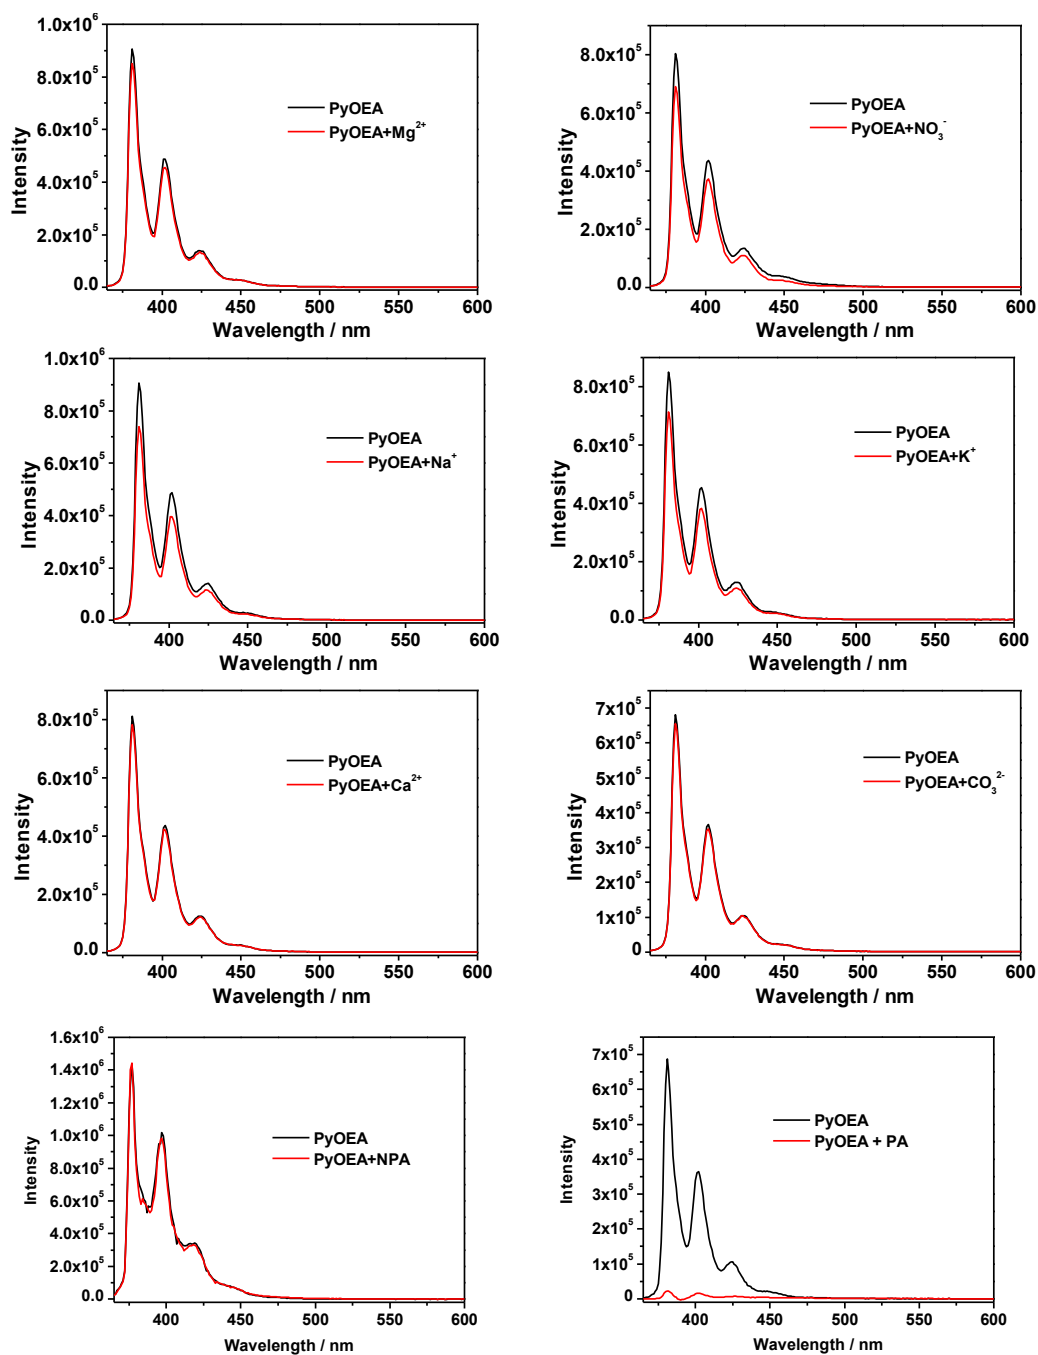 1.0x10⁶
8.0x10⁵
6.0x10⁵
4.0x10⁵
2.0x10⁵
0.0
Intensity
PyOEA
PyOEA+Mg²⁺
400 450 500 550 600
Wavelength / nm
8.0x10⁵
6.0x10⁵
4.0x10⁵
2.0x10⁵
0.0
Intensity
PyOEA
PyOEA+NO₃⁻
400 450 500 550 600
Wavelength / nm
1.0x10⁶
8.0x10⁵
6.0x10⁵
4.0x10⁵
2.0x10⁵
0.0
Intensity
PyOEA
PyOEA+Na⁺
400 450 500 550 600
Wavelength / nm
8.0x10⁵
6.0x10⁵
4.0x10⁵
2.0x10⁵
0.0
Intensity
PyOEA
PyOEA+K⁺
400 450 500 550 600
Wavelength / nm
8.0x10⁵
6.0x10⁵
4.0x10⁵
2.0x10⁵
0.0
Intensity
PyOEA
PyOEA+Ca²⁺
400 450 500 550 600
Wavelength / nm
7x10⁵
6x10⁵
5x10⁵
4x10⁵
3x10⁵
2x10⁵
1x10⁵
0
Intensity
PyOEA
PyOEA+CO₃²⁻
400 450 500 550 600
Wavelength / nm
1.6x10⁶
1.4x10⁶
1.2x10⁶
1.0x10⁶
8.0x10⁵
6.0x10⁵
4.0x10⁵
2.0x10⁵
0.0
Intensity
PyOEA
PyOEA+NPA
400 450 500 550 600
Wavelength / nm
7x10⁵
6x10⁵
5x10⁵
4x10⁵
3x10⁵
2x10⁵
1x10⁵
0
Intensity
PyOEA
PyOEA + PA
400 450 500 550 600
Wavelength / nm